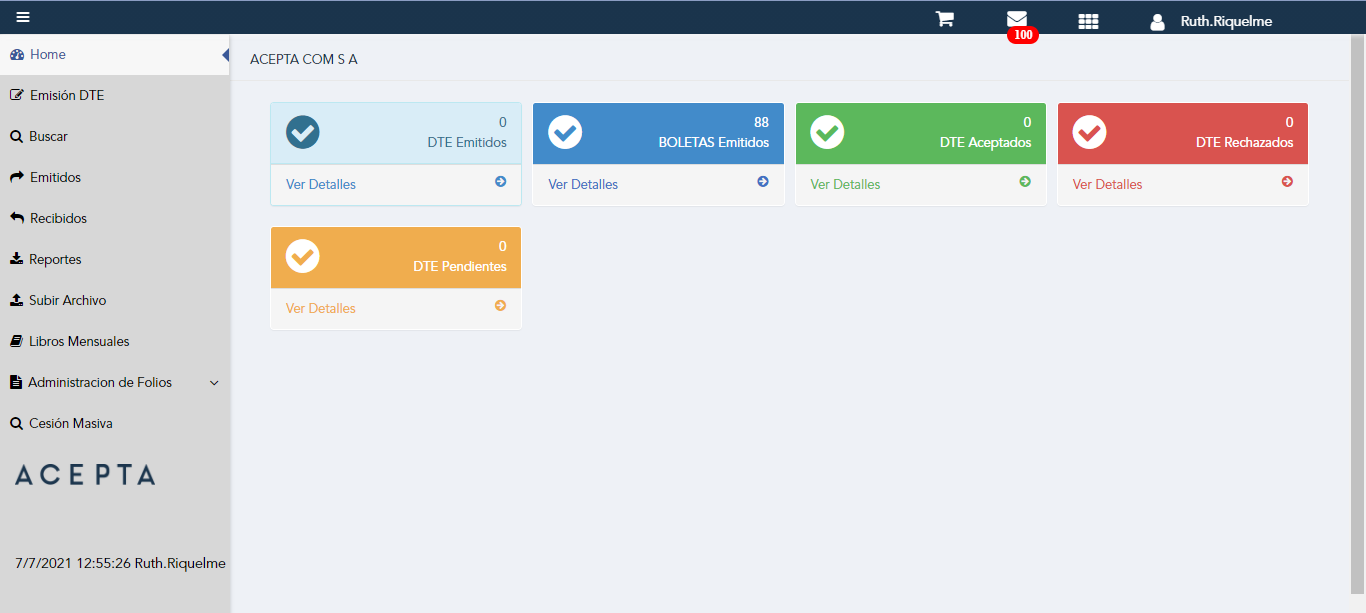 100
Ruth.Riquelme
Home
Emisión DTE
Buscar
Emitidos
Recibidos
Reportes
Subir Archivo
Libros Mensuales
Administracion de Folios
Cesión Masiva
ACEPTA
7/7/2021 12:55:26 Ruth.Riquelme
ACEPTA COM S A
0
DTE Emitidos
Ver Detalles
88
BOLETAS Emitidos
Ver Detalles
0
DTE Aceptados
Ver Detalles
0
DTE Rechazados
Ver Detalles
0
DTE Pendientes
Ver Detalles